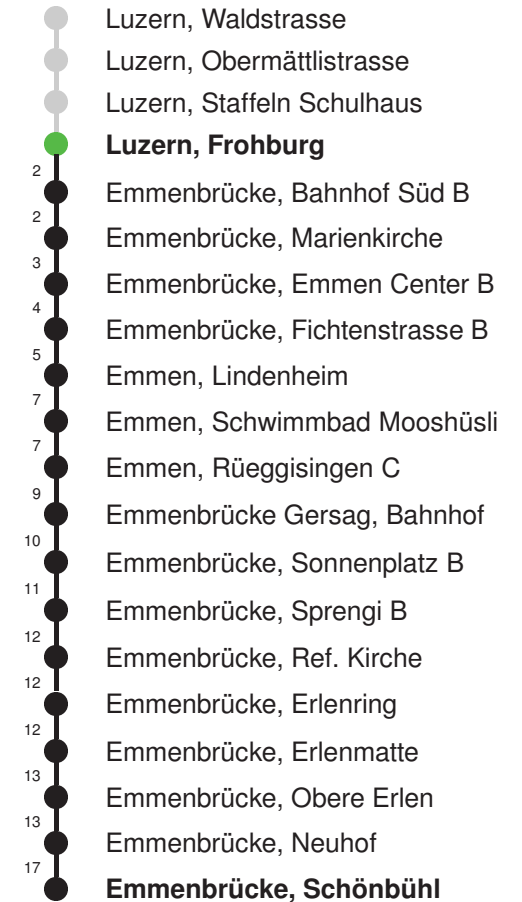 Luzern, Waldstrasse
Luzern, Obermättlistrasse
Luzern, Staffeln Schulhaus
Luzern, Frohburg
2 Emmenbrücke, Bahnhof Süd B
2 Emmenbrücke, Marienkirche
3 Emmenbrücke, Emmen Center B
4 Emmenbrücke, Fichtenstrasse B
5 Emmen, Lindenheim
7 Emmen, Schwimmbad Mooshüsli
7 Emmen, Rüeggisingen C
9 Emmenbrücke Gersag, Bahnhof
10 Emmenbrücke, Sonnenplatz B
11 Emmenbrücke, Sprengi B
12 Emmenbrücke, Ref. Kirche
12 Emmenbrücke, Erlenring
12 Emmenbrücke, Erlenmatte
13 Emmenbrücke, Obere Erlen
13 Emmenbrücke, Neuhof
17 Emmenbrücke, Schönbühl